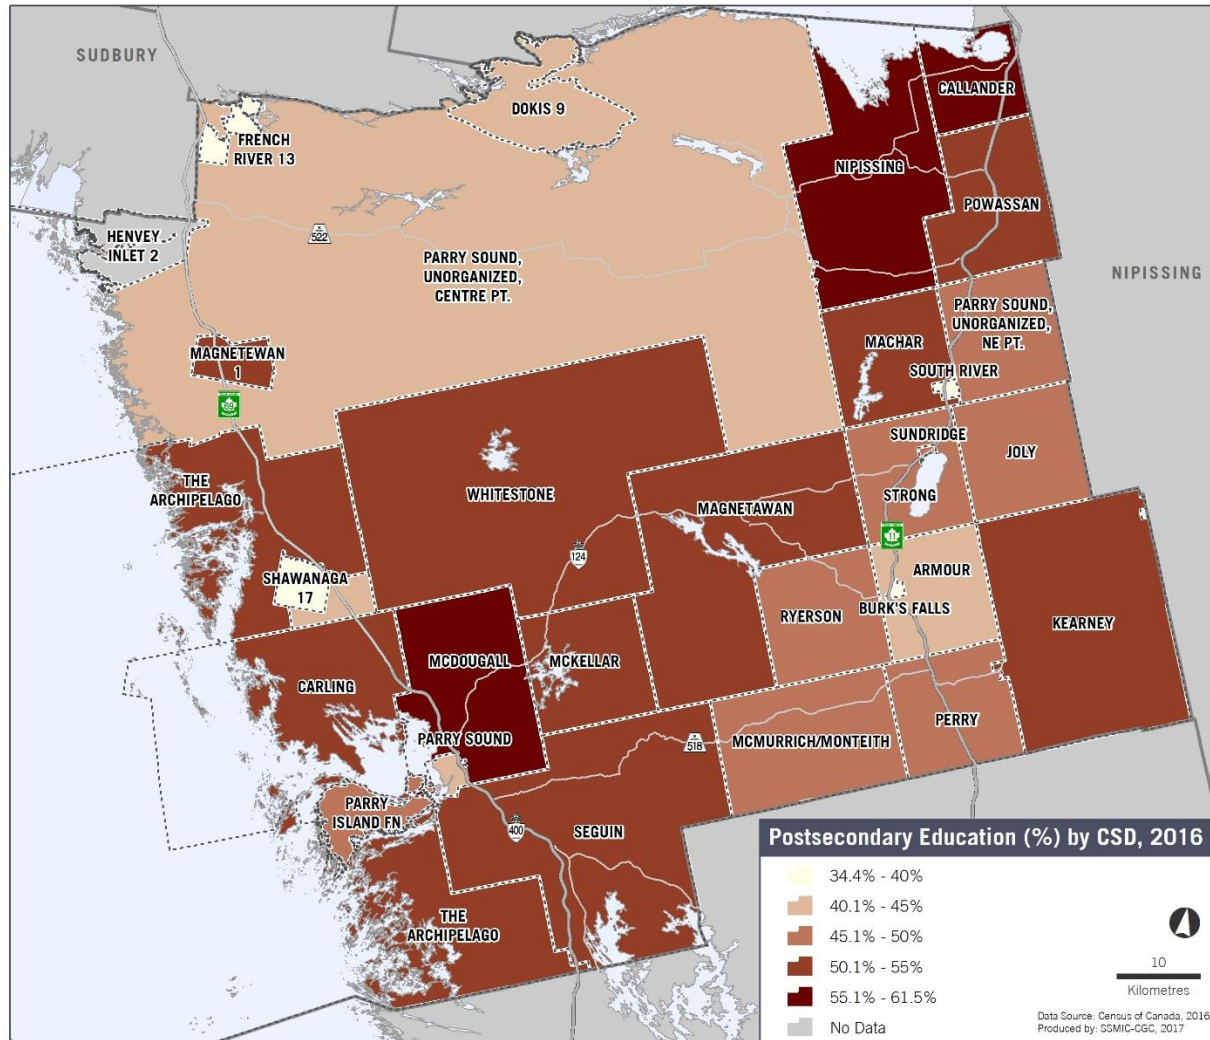 SUDBURY
DOKIS 9
CALLANDER
FRENCH
RIVER 13
NIPISSING
POWASSAN
HENVEY
INLET 2
522
PARRY SOUND,
UNORGANIZED,
CENTRE PT.
NIPISSING
PARRY SOUND,
UNORGANIZED,
NE PT.
MACHAR
MAGNETEWAN
1
SOUTH RIVER
69
SUNDRIDGE
JOLY
THE
ARCHIPELAGO
WHITESTONE
STRONG
MAGNETAWAN
11
124
ARMOUR
SHAWANAGA
17
BURK'S FALLS
RYERSON
KEARNEY
MCDOUGALL
MCKELLAR
CARLING
PERRY
PARRY SOUND
518
MCMURRICH/MONTEITH
PARRY
ISLAND FN
400
SEGUIN
THE
ARCHIPELAGO
Postsecondary Education (%) by CSD, 2016
34.4% - 40%
40.1% - 45%
45.1% - 50%
50.1% - 55%
55.1% - 61.5%
No Data
10
Kilometres
Data Source: Census of Canada, 2016
Produced by: SSMIC-CGC, 2017